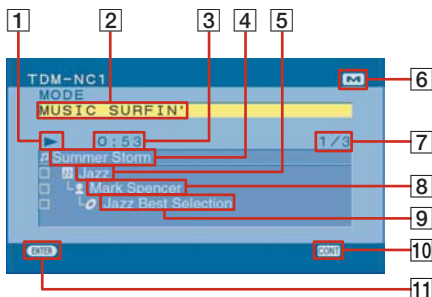 1 2 3 4 5
TDM-NC1 M 6
MODE
MUSIC SURFIN'
0:53 1/3 7
Summer Storm
Jazz
Mark Spencer 8
Jazz Best Selection 9
ENTER CONT 10
11